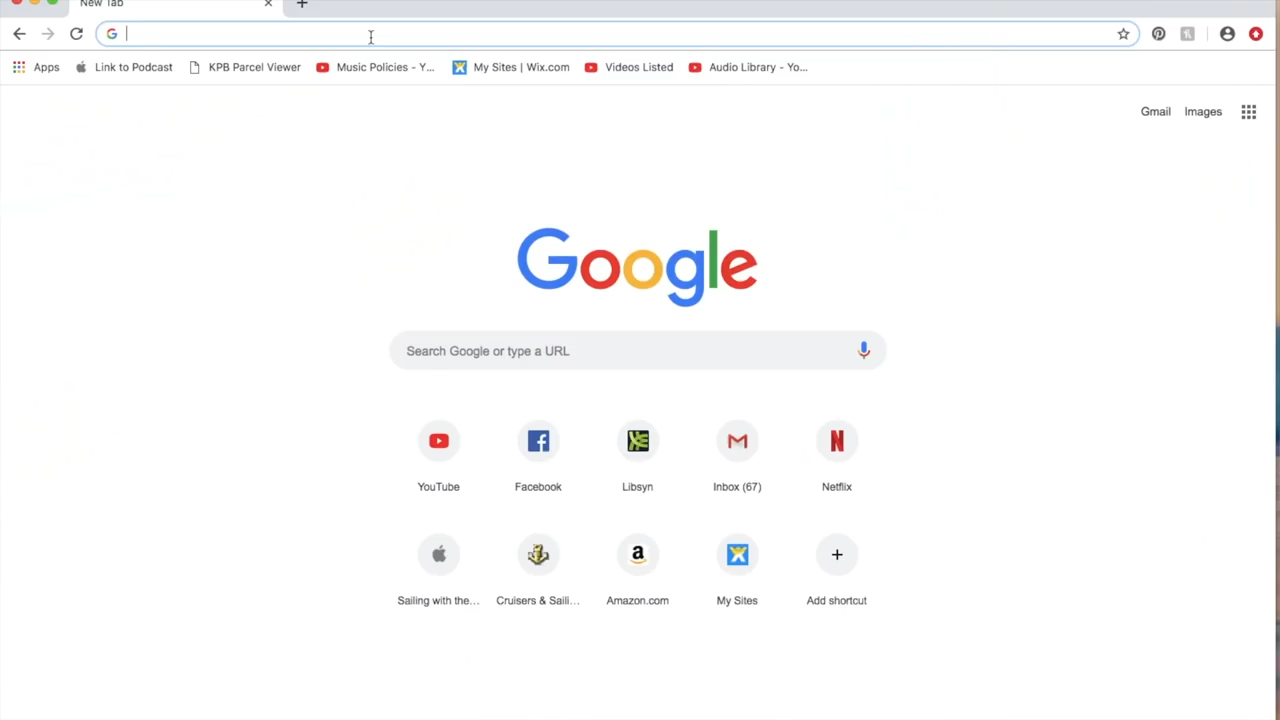 New Tab
Apps
Link to Podcast
KPB Parcel Viewer
Music Policies - Y...
My Sites | Wix.com
Videos Listed
Audio Library - Yo...
Gmail
Images
Google
Search Google or type a URL
YouTube
Facebook
Libsyn
Inbox (67)
Netflix
Sailing with the...
Cruisers & Saili...
Amazon.com
My Sites
Add shortcut